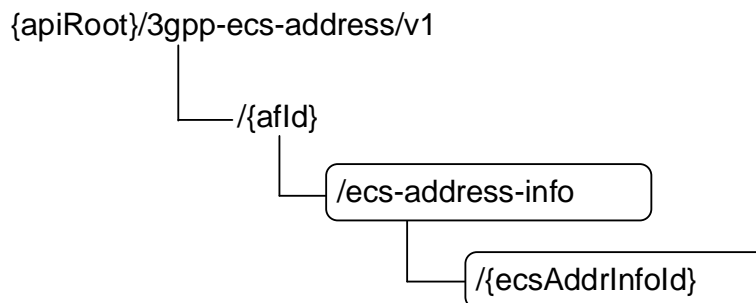 {apiRoot}/3gpp-ecs-address/v1
/{afId}
/ecs-address-info
/{ecsAddrInfoId}